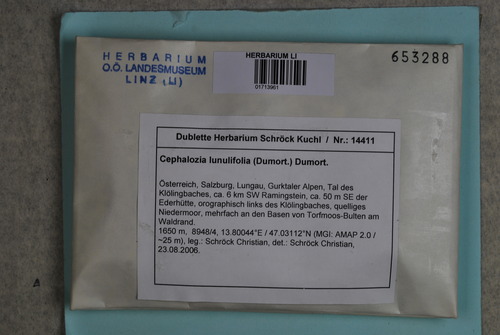 HERBARIUM
O.Ö. LANDESMUSEUM
LINZ (LI)
HERBARIUM LI
01713961
653288
Dublette Herbarium Schröck Kuchl / Nr.: 14411
Cephalozia lunulifolia (Dumort.) Dumort.
Österreich, Salzburg, Lungau, Gurktaler Alpen, Tal des
Klölingbaches, ca. 6 km SW Ramingstein, ca. 50 m SE der
Ederhütte, orographisch links des Klölingbaches, quelliges
Niedermoor, mehrfach an den Basen von Torfmoos-Bulten am
Waldrand.
1650 m, 8948/4, 13.80044°E / 47.03112°N (MGI: AMAP 2.0 /
~25 m), leg.: Schröck Christian, det.: Schröck Christian,
23.08.2006.